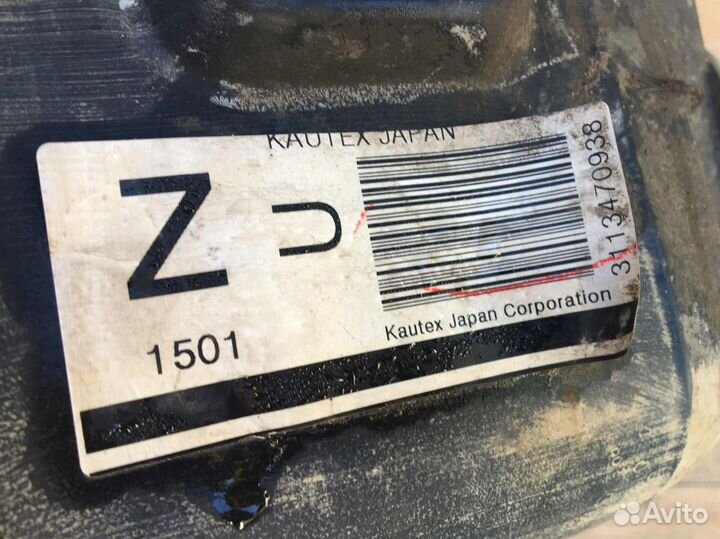 KAUTEX JAPAN
Z
U
1501
3113470938
Kautex Japan Corporation
Avito